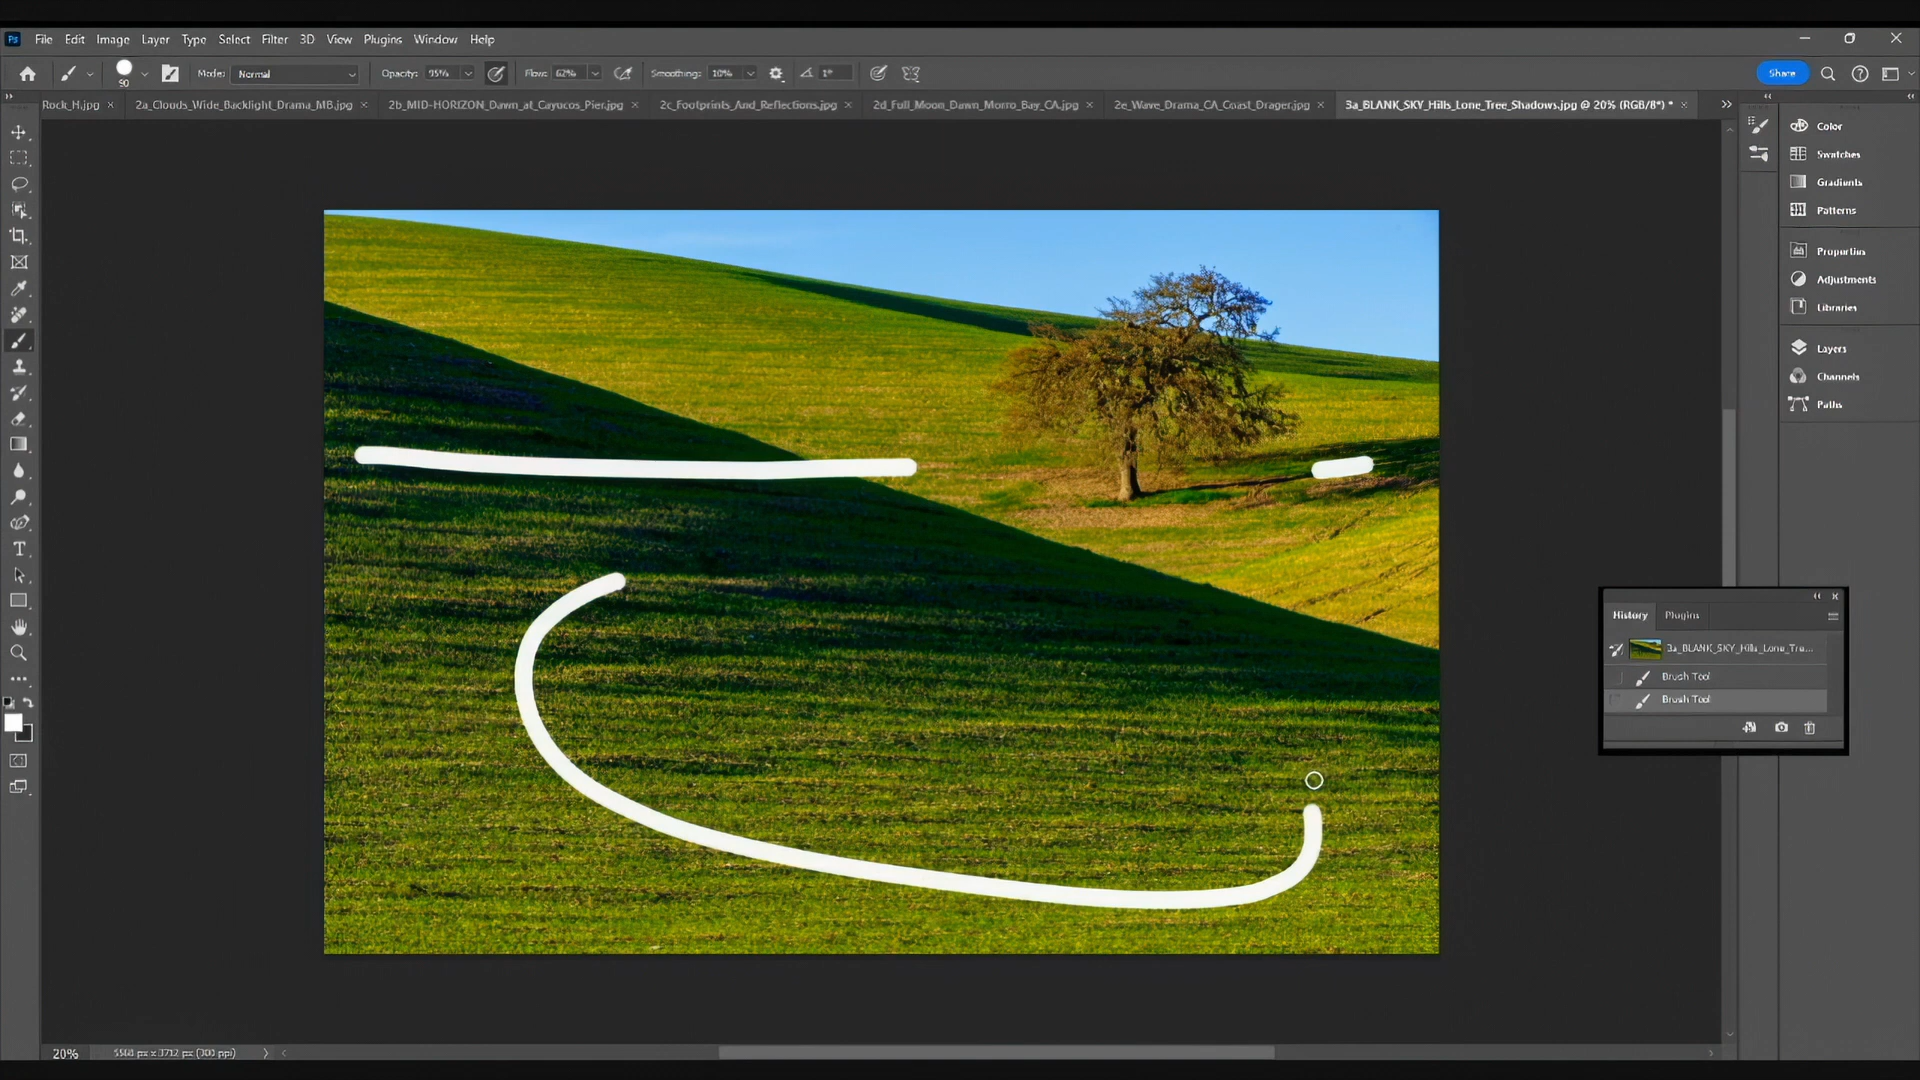 Ps File Edit Image Layer Type Select Filter 3D View Plugins Window Help
90 Mode: Normal Opacity: 95% Flow: 62% Smoothing: 10% 1° Share
Rock_H.jpg 2a_Clouds_Wide_Backlight_Drama_MB.jpg 2b_MID-HORIZON_Dawn_at_Cayucos_Pier.jpg 2c_Footprints_And_Reflections.jpg 2d_Full_Moon_Dawn_Morro_Bay_CA.jpg 2e_Wave_Drama_CA_Coast_Drager.jpg 3a_BLANK_SKY_Hills_Lone_Tree_Shadows.jpg @ 20% (RGB/8*) *
Color
Swatches
Gradients
Patterns
Properties
Adjustments
Libraries
Layers
Channels
Paths
History Plugins
3a_BLANK_SKY_Hills_Lone_Tre...
Brush Tool
Brush Tool
20% 5568 px x 3712 px (300 ppi)